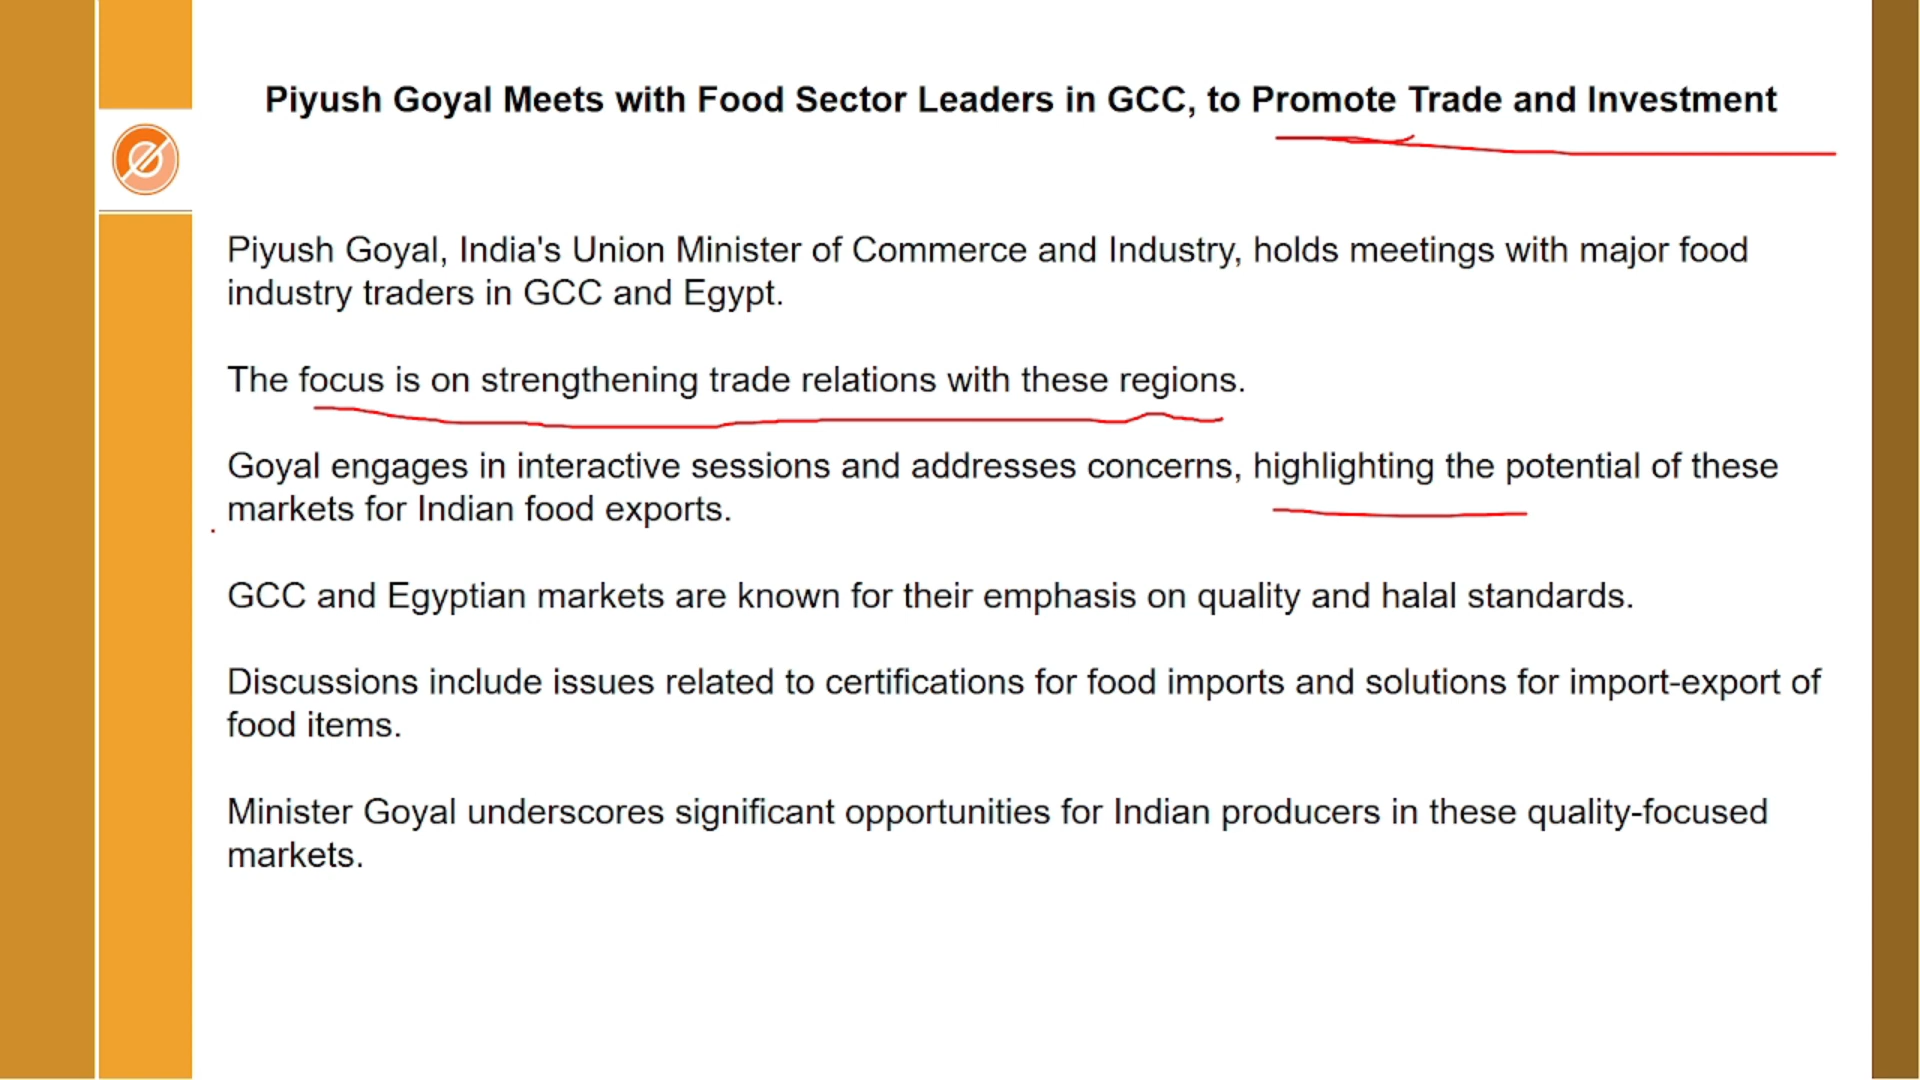 Piyush Goyal Meets with Food Sector Leaders in GCC, to Promote Trade and Investment
Piyush Goyal, India's Union Minister of Commerce and Industry, holds meetings with major food
industry traders in GCC and Egypt.
The focus is on strengthening trade relations with these regions.
Goyal engages in interactive sessions and addresses concerns, highlighting the potential of these
markets for Indian food exports.
GCC and Egyptian markets are known for their emphasis on quality and halal standards.
Discussions include issues related to certifications for food imports and solutions for import-export of
food items.
Minister Goyal underscores significant opportunities for Indian producers in these quality-focused
markets.